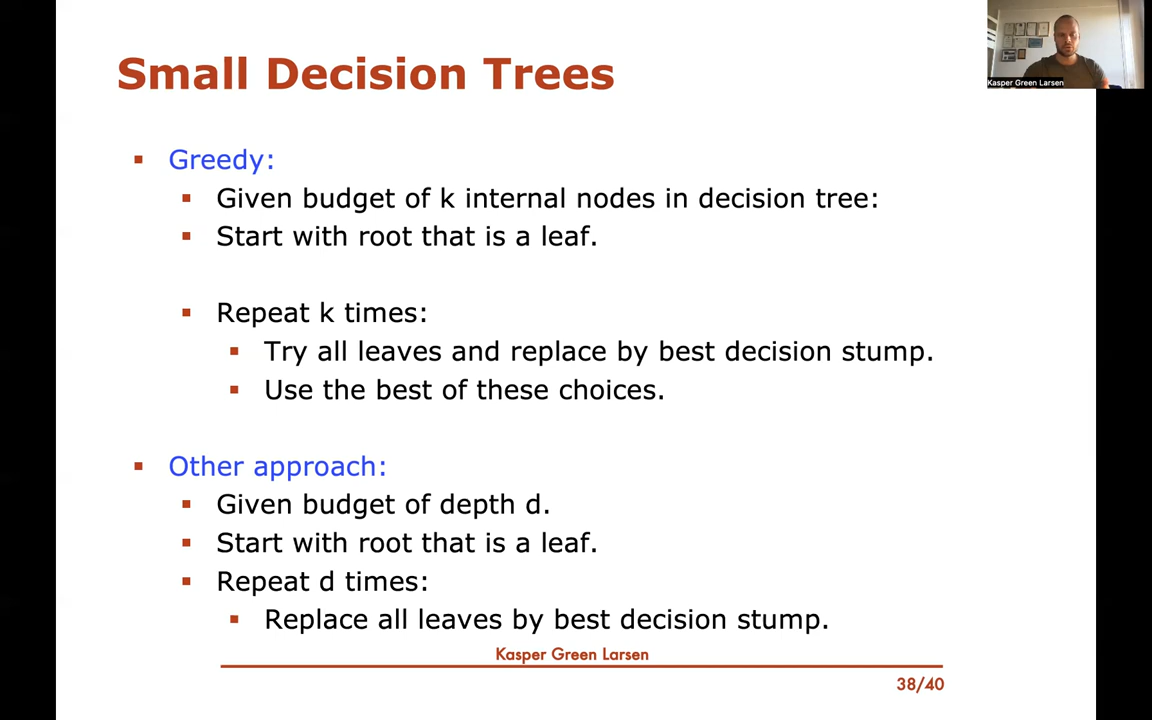 Small Decision Trees
Kasper Green Larsen
Greedy:
Given budget of k internal nodes in decision tree:
Start with root that is a leaf.
Repeat k times:
Try all leaves and replace by best decision stump.
Use the best of these choices.
Other approach:
Given budget of depth d.
Start with root that is a leaf.
Repeat d times:
Replace all leaves by best decision stump.
Kasper Green Larsen
38/40